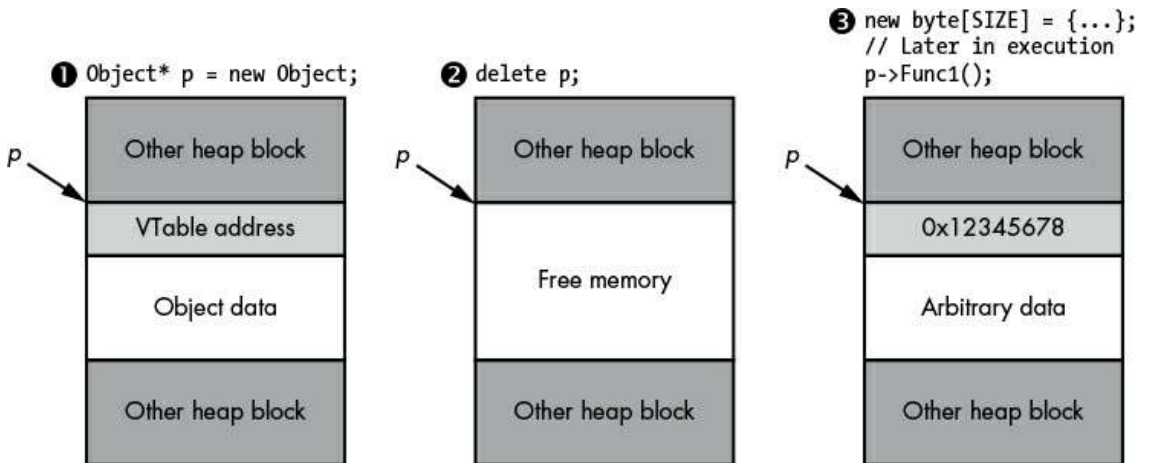 ❶ Object* p = new Object;
p
Other heap block
VTable address
Object data
Other heap block
❷ delete p;
p
Other heap block
Free memory
Other heap block
❸ new byte[SIZE] = {...};
// Later in execution
p->Func1();
p
Other heap block
0x12345678
Arbitrary data
Other heap block